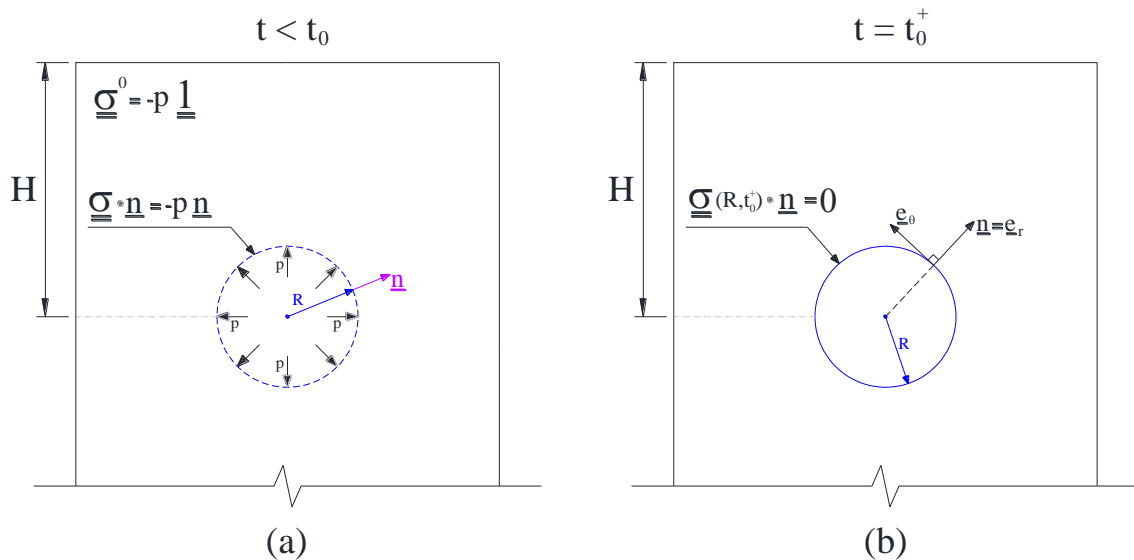 t < t₀
σ⁰ = -p 1
H
σ · n = -p n
p
p
p
p
R
n
(a)
t = t₀⁺
H
σ(R,t₀⁺) · n = 0
e_θ
n = e_r
R
(b)